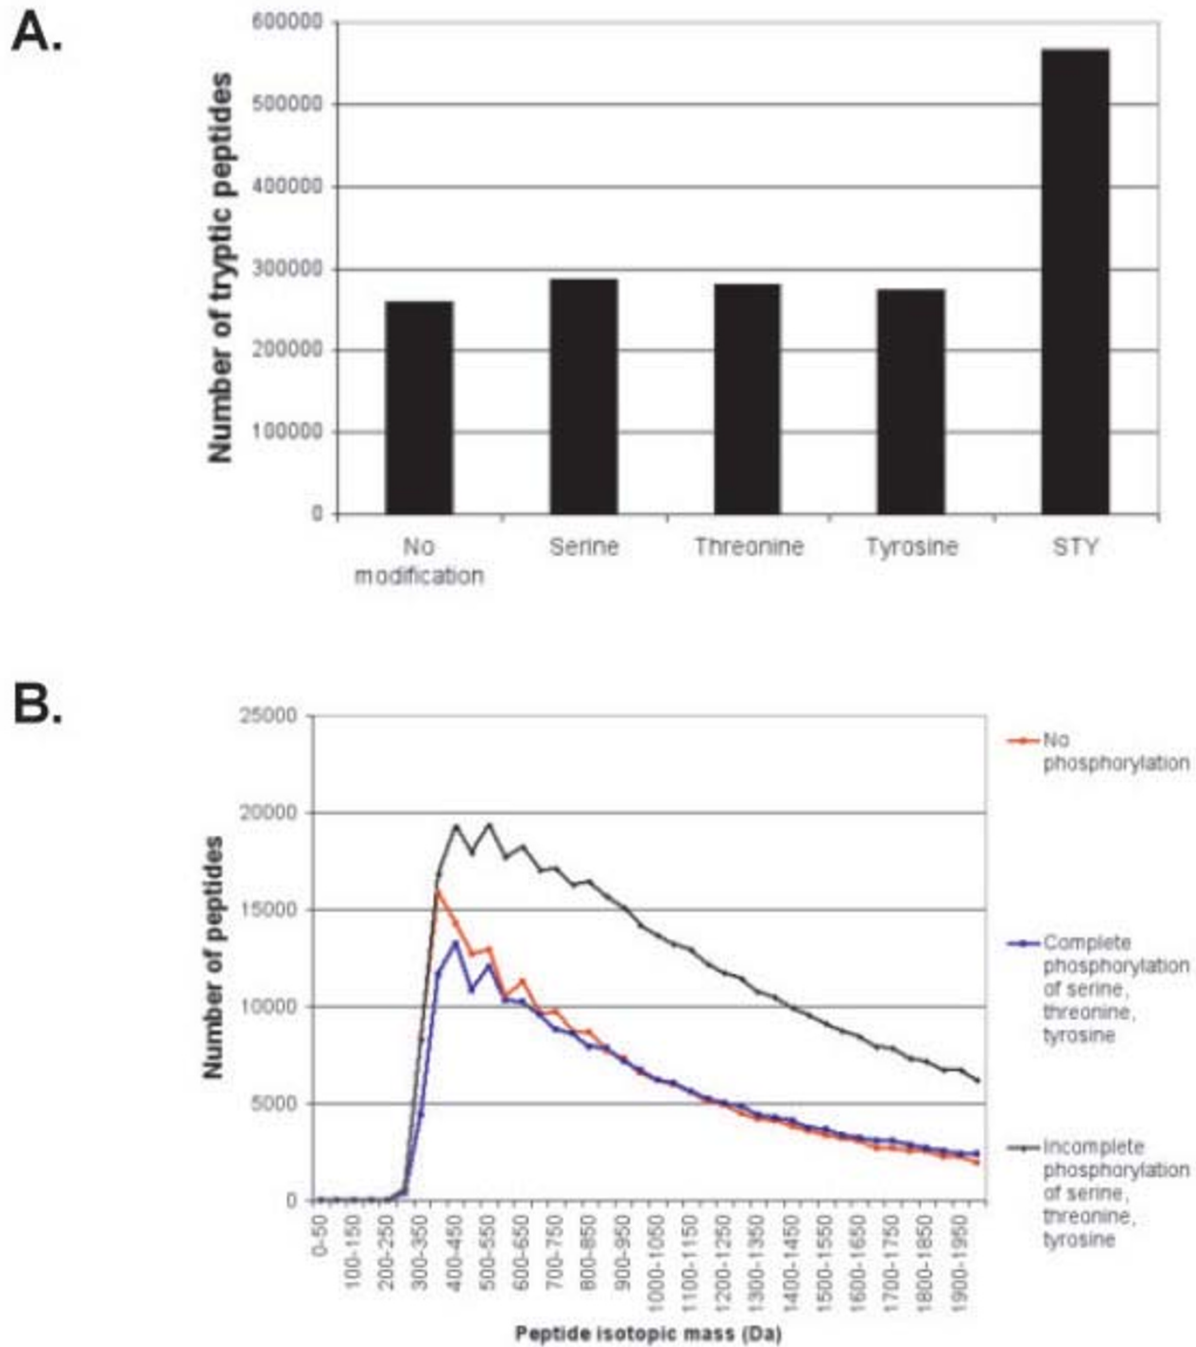 A.
Number of tryptic peptides
600000
500000
400000
300000
200000
100000
0
No
modification
Serine
Threonine
Tyrosine
STY
B.
Number of peptides
25000
20000
15000
10000
5000
0
0-50
100-150
200-250
300-350
400-450
500-550
600-650
700-750
800-850
900-950
1000-1050
1100-1150
1200-1250
1300-1350
1400-1450
1500-1550
1600-1650
1700-1750
1800-1850
1900-1950
Peptide isotopic mass (Da)
No
phosphorylation
Complete
phosphorylation
of serine,
threonine,
tyrosine
Incomplete
phosphorylation
of serine,
threonine,
tyrosine